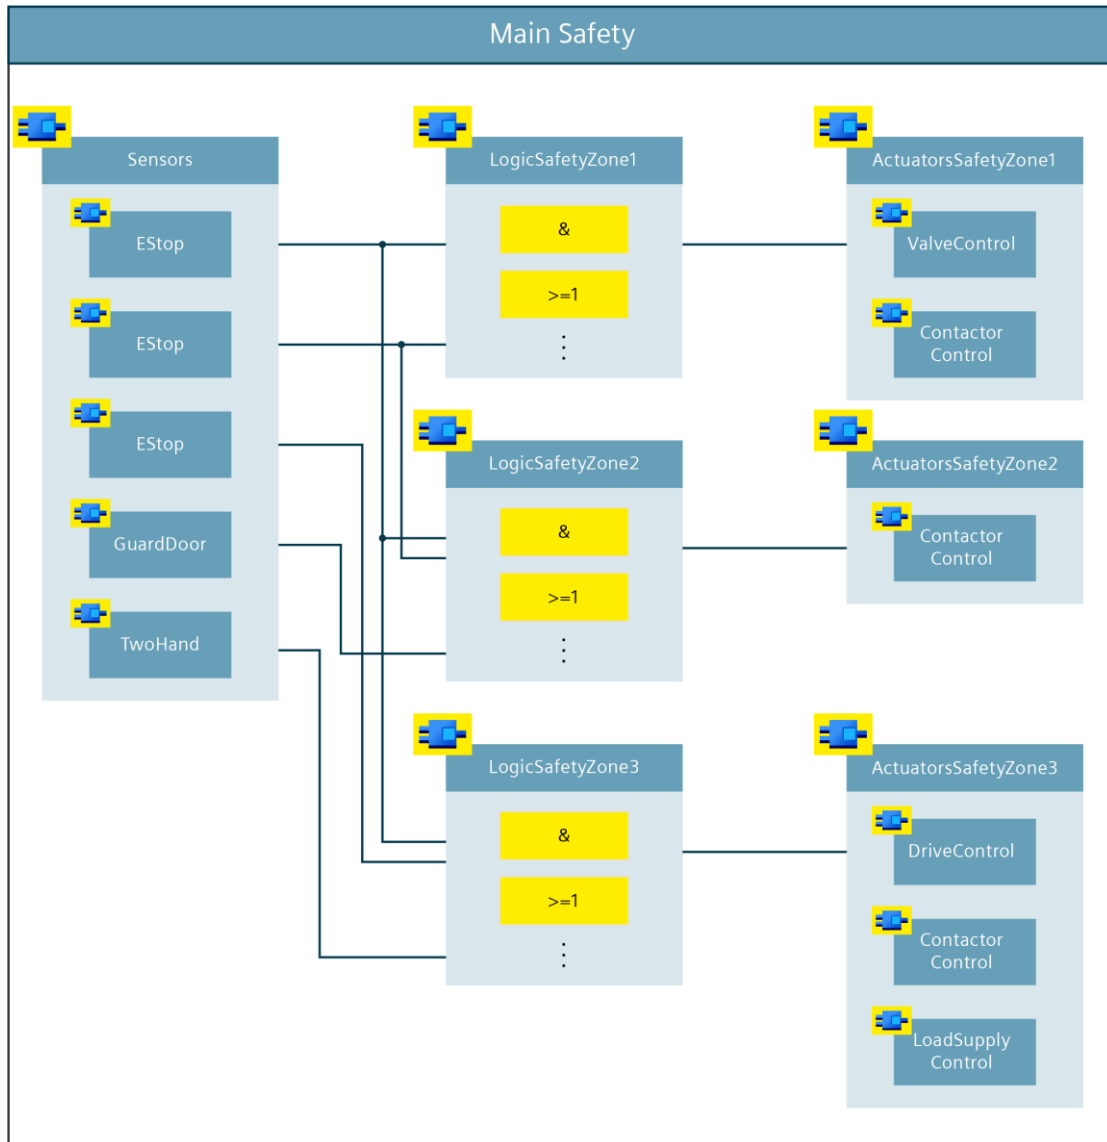 Main Safety
Sensors
EStop
EStop
EStop
GuardDoor
TwoHand
LogicSafetyZone1
&
>=1
⋮
LogicSafetyZone2
&
>=1
⋮
LogicSafetyZone3
&
>=1
⋮
ActuatorsSafetyZone1
ValveControl
Contactor
Control
ActuatorsSafetyZone2
Contactor
Control
ActuatorsSafetyZone3
DriveControl
Contactor
Control
LoadSupply
Control